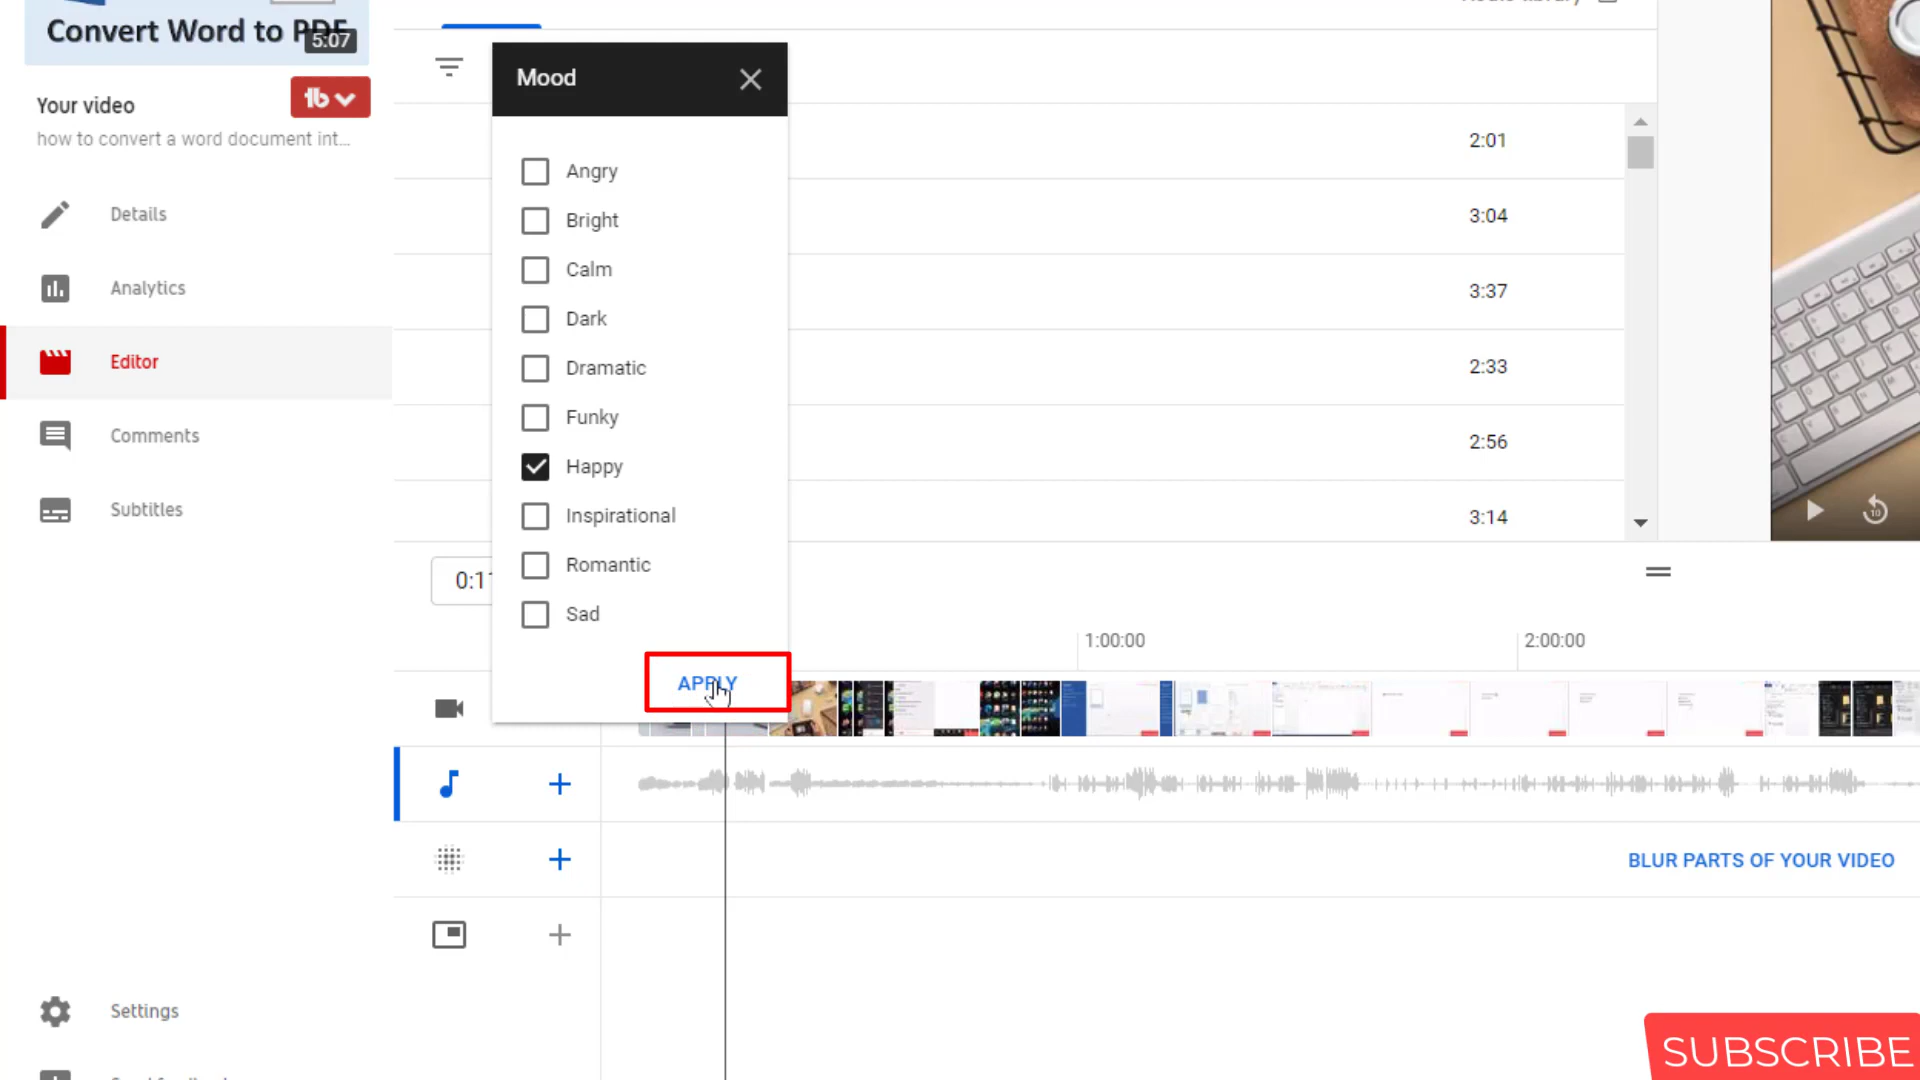 Convert Word to PDF
5:07
Your video
how to convert a word document int...
Details
Analytics
Editor
Comments
Subtitles
Settings
Mood
Angry
Bright
Calm
Dark
Dramatic
Funky
Happy
Inspirational
Romantic
Sad
APPLY
2:01
3:04
3:37
2:33
2:56
3:14
0:11
1:00:00
2:00:00
BLUR PARTS OF YOUR VIDEO
SUBSCRIBE